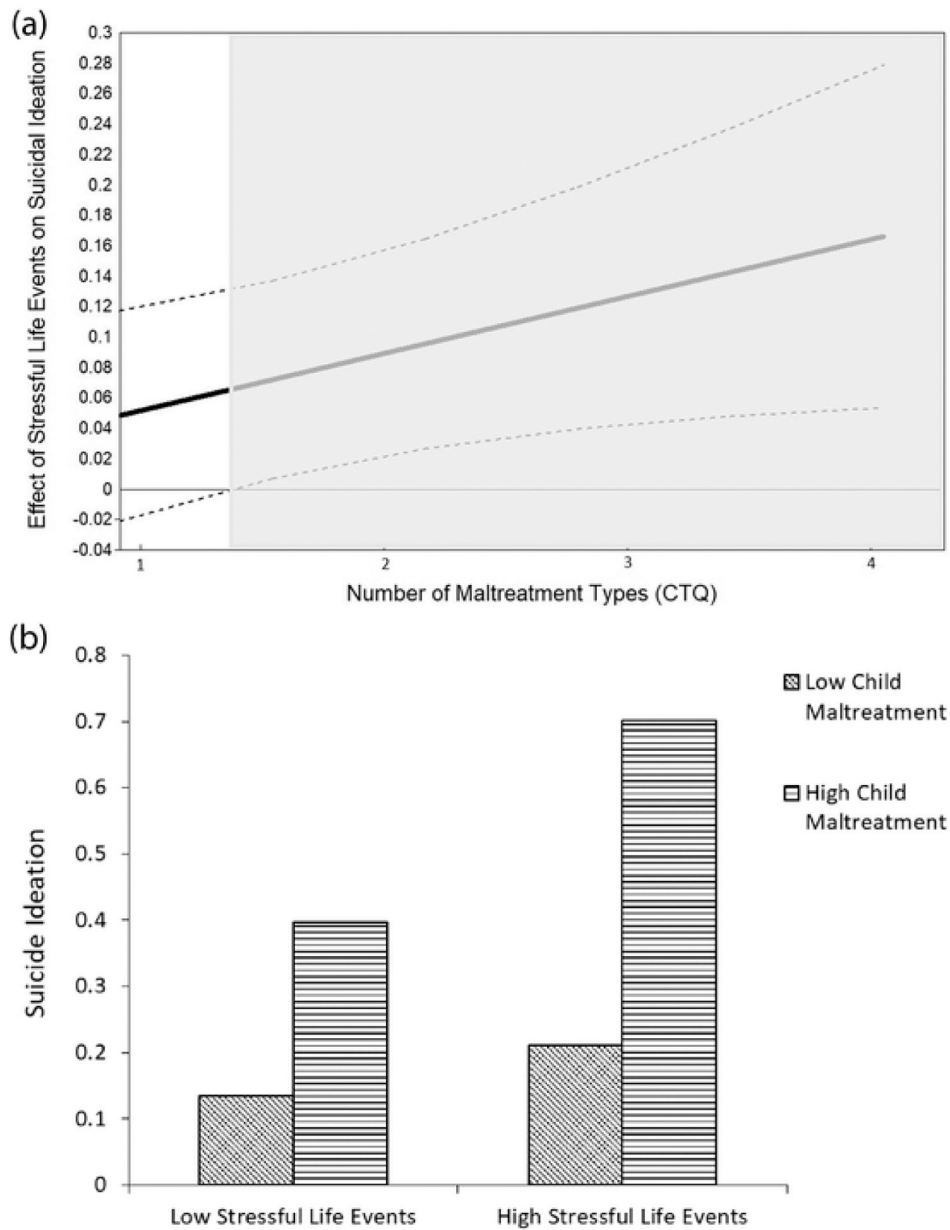 (a)
Effect of Stressful Life Events on Suicidal Ideation
0.3
0.28
0.26
0.24
0.22
0.2
0.18
0.16
0.14
0.12
0.1
0.08
0.06
0.04
0.02
0
-0.02
-0.04
1 2 3 4
Number of Maltreatment Types (CTQ)
(b)
Suicide Ideation
0.8
0.7
0.6
0.5
0.4
0.3
0.2
0.1
0
Low Child
Maltreatment
High Child
Maltreatment
Low Stressful Life Events High Stressful Life Events